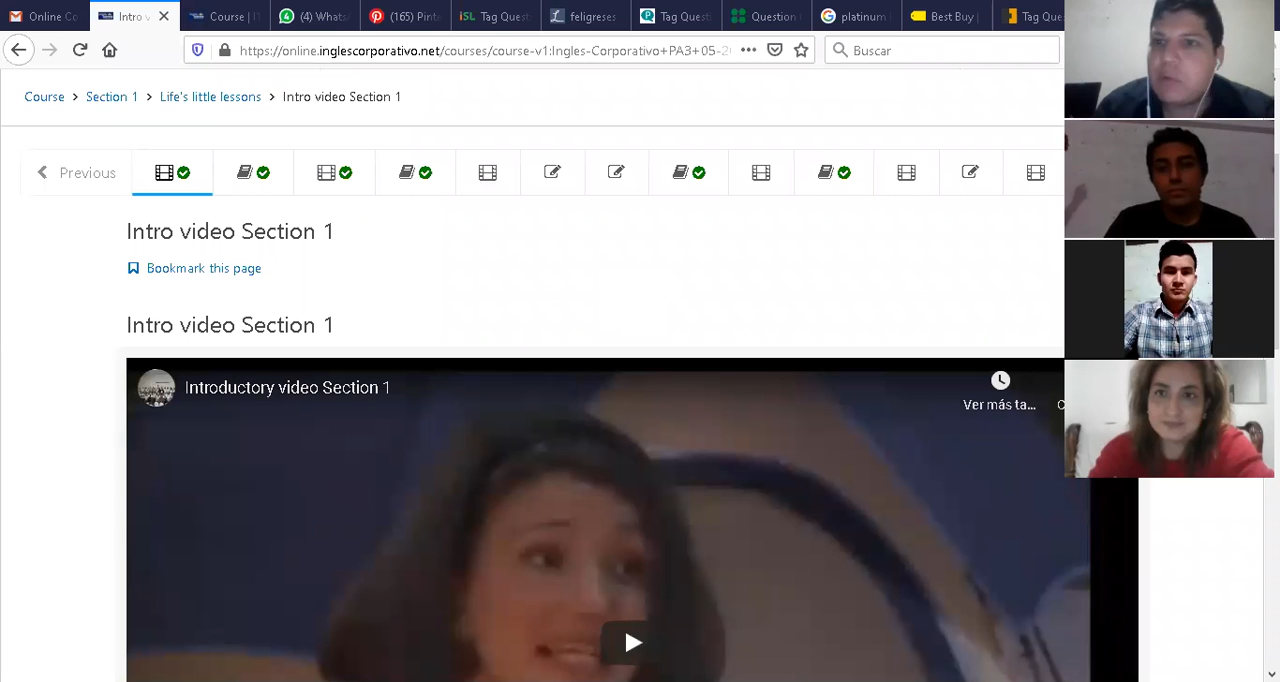 Online Co
Intro v
Course | I
(4) Whats
(165) Pint
iSL Tag Quest
feligreses
Tag Questi
Question
platinum
Best Buy |
Tag Que
https://online.inglescorporativo.net/courses/course-v1:Ingles-Corporativo+PA3+05-2
Buscar
Course > Section 1 > Life's little lessons > Intro video Section 1
Previous
Intro video Section 1
Bookmark this page
Intro video Section 1
Introductory video Section 1
Ver más ta...